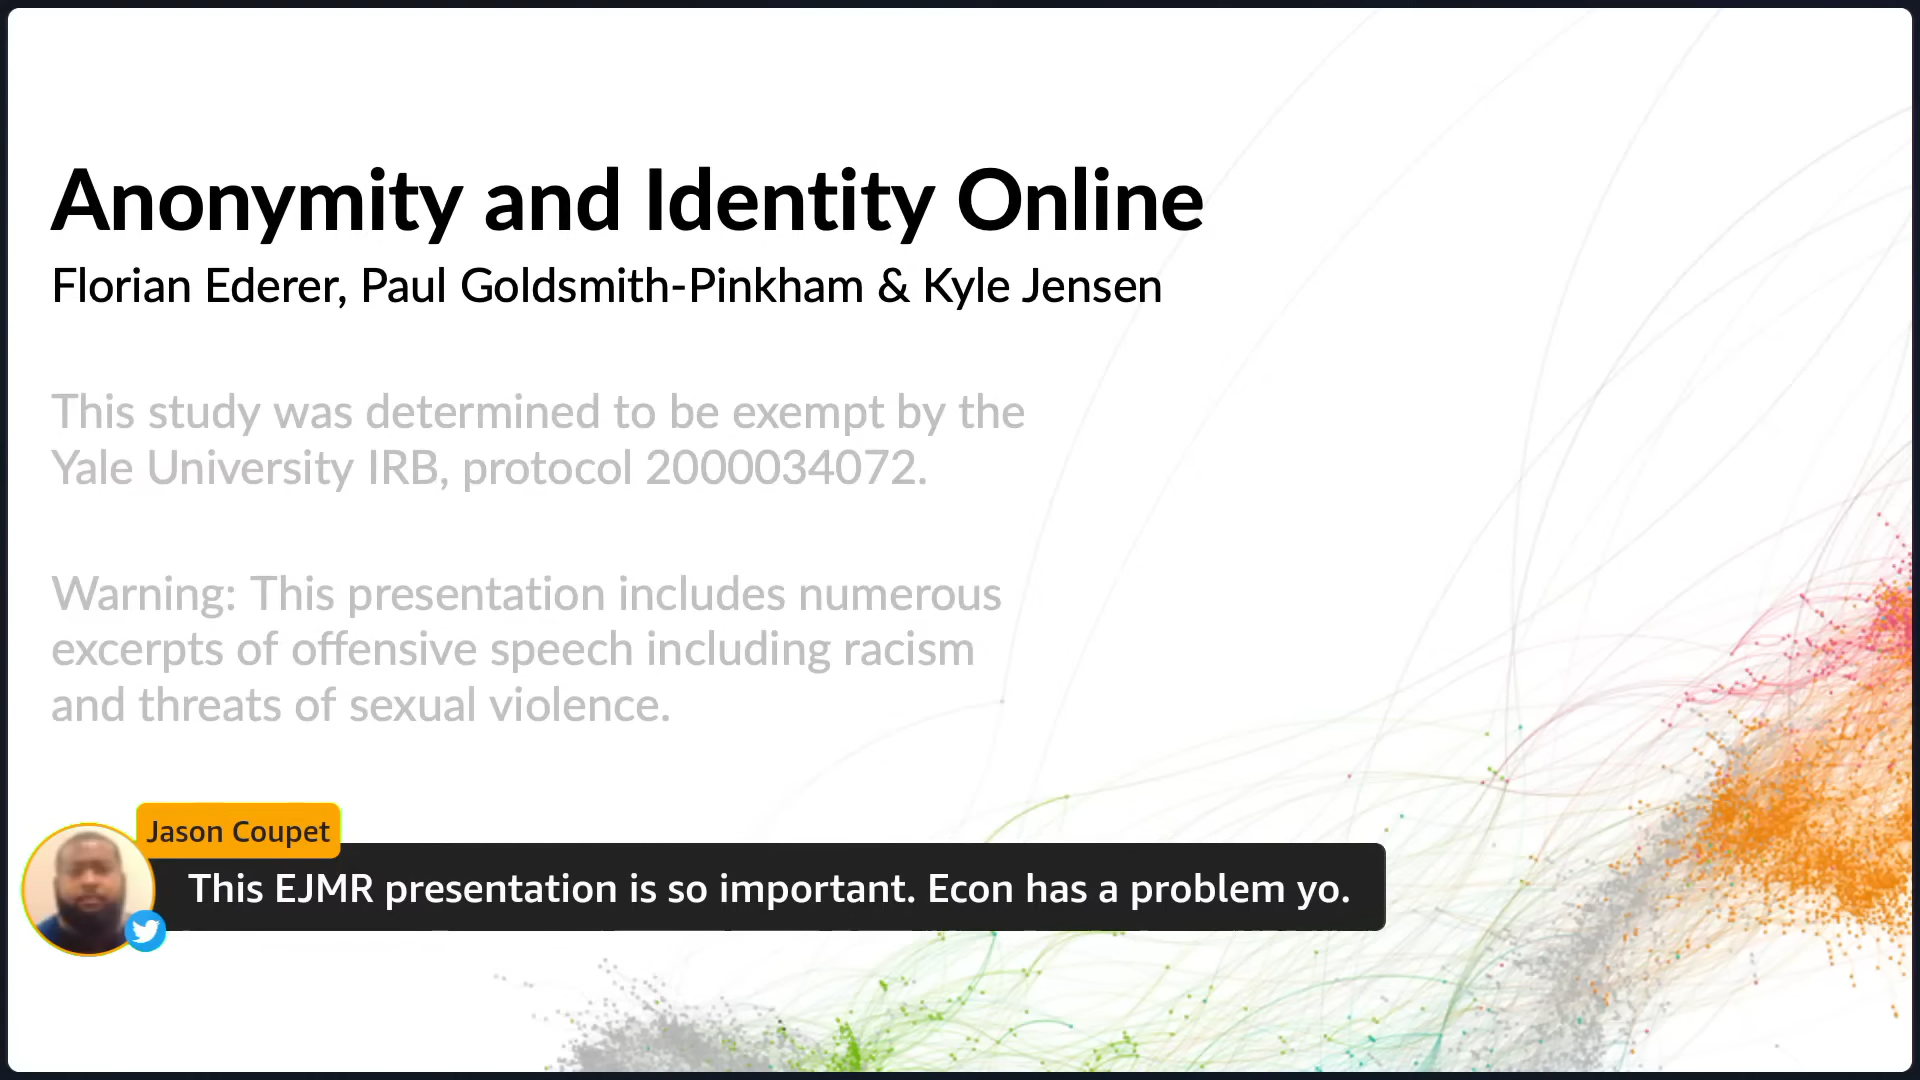 Anonymity and Identity Online
Florian Ederer, Paul Goldsmith-Pinkham & Kyle Jensen
This study was determined to be exempt by the
Yale University IRB, protocol 2000034072.
Warning: This presentation includes numerous
excerpts of offensive speech including racism
and threats of sexual violence.
Jason Coupet
This EJMR presentation is so important. Econ has a problem yo.